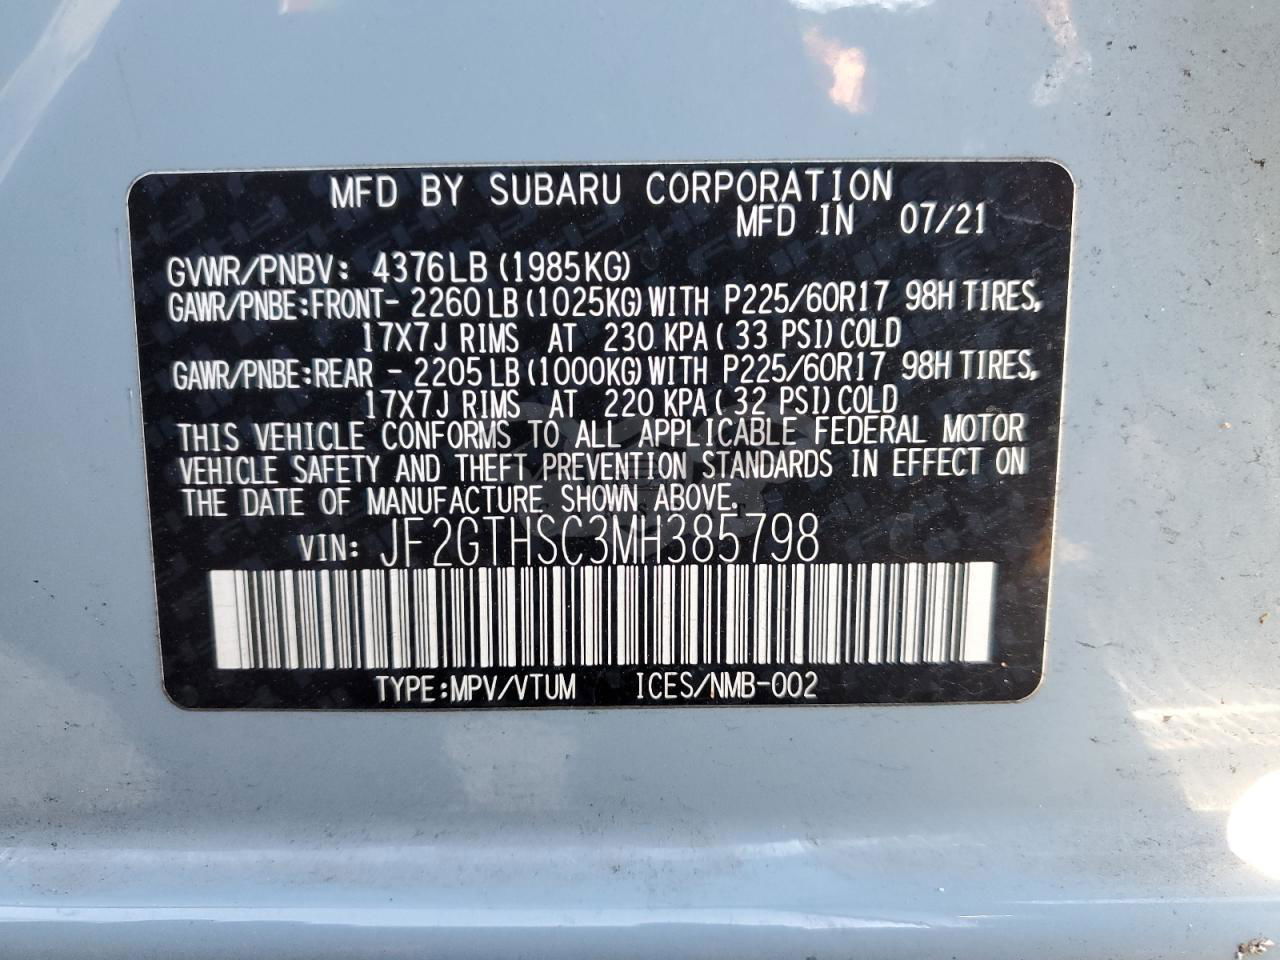 MFD BY SUBARU CORPORATION
MFD IN 07/21
GVWR/PNBV: 4376LB (1985KG)
GAWR/PNBE:FRONT- 2260 LB (1025KG) WITH P225/60R17 98H TIRES,
17X7J RIMS AT 230 KPA ( 33 PSI) COLD
GAWR/PNBE:REAR - 2205 LB (1000KG) WITH P225/60R17 98H TIRES,
17X7J RIMS AT 220 KPA ( 32 PSI) COLD
THIS VEHICLE CONFORMS TO ALL APPLICABLE FEDERAL MOTOR
VEHICLE SAFETY AND THEFT PREVENTION STANDARDS IN EFFECT ON
THE DATE OF MANUFACTURE SHOWN ABOVE.
VIN: JF2GTHSC3MH385798
TYPE:MPV/VTUM ICES/NMB-002